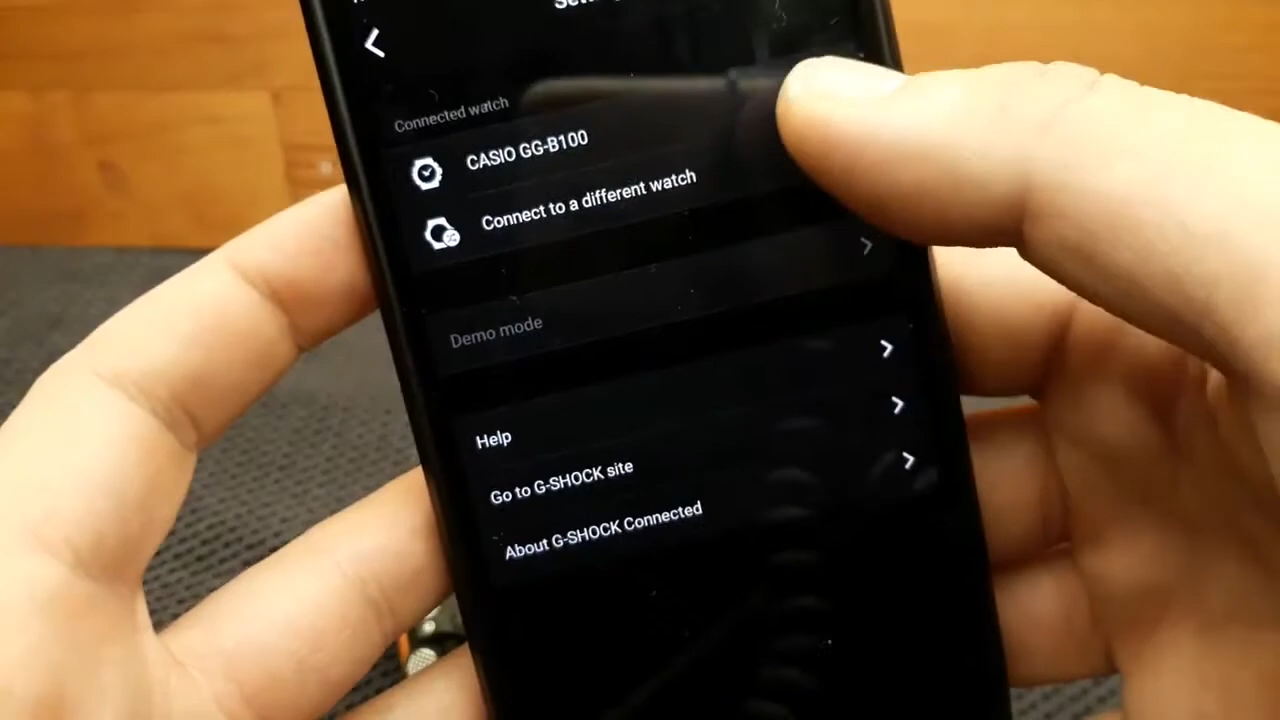 Connected watch
CASIO GG-B100
Connect to a different watch
Demo mode
Help
Go to G-SHOCK site
About G-SHOCK Connected